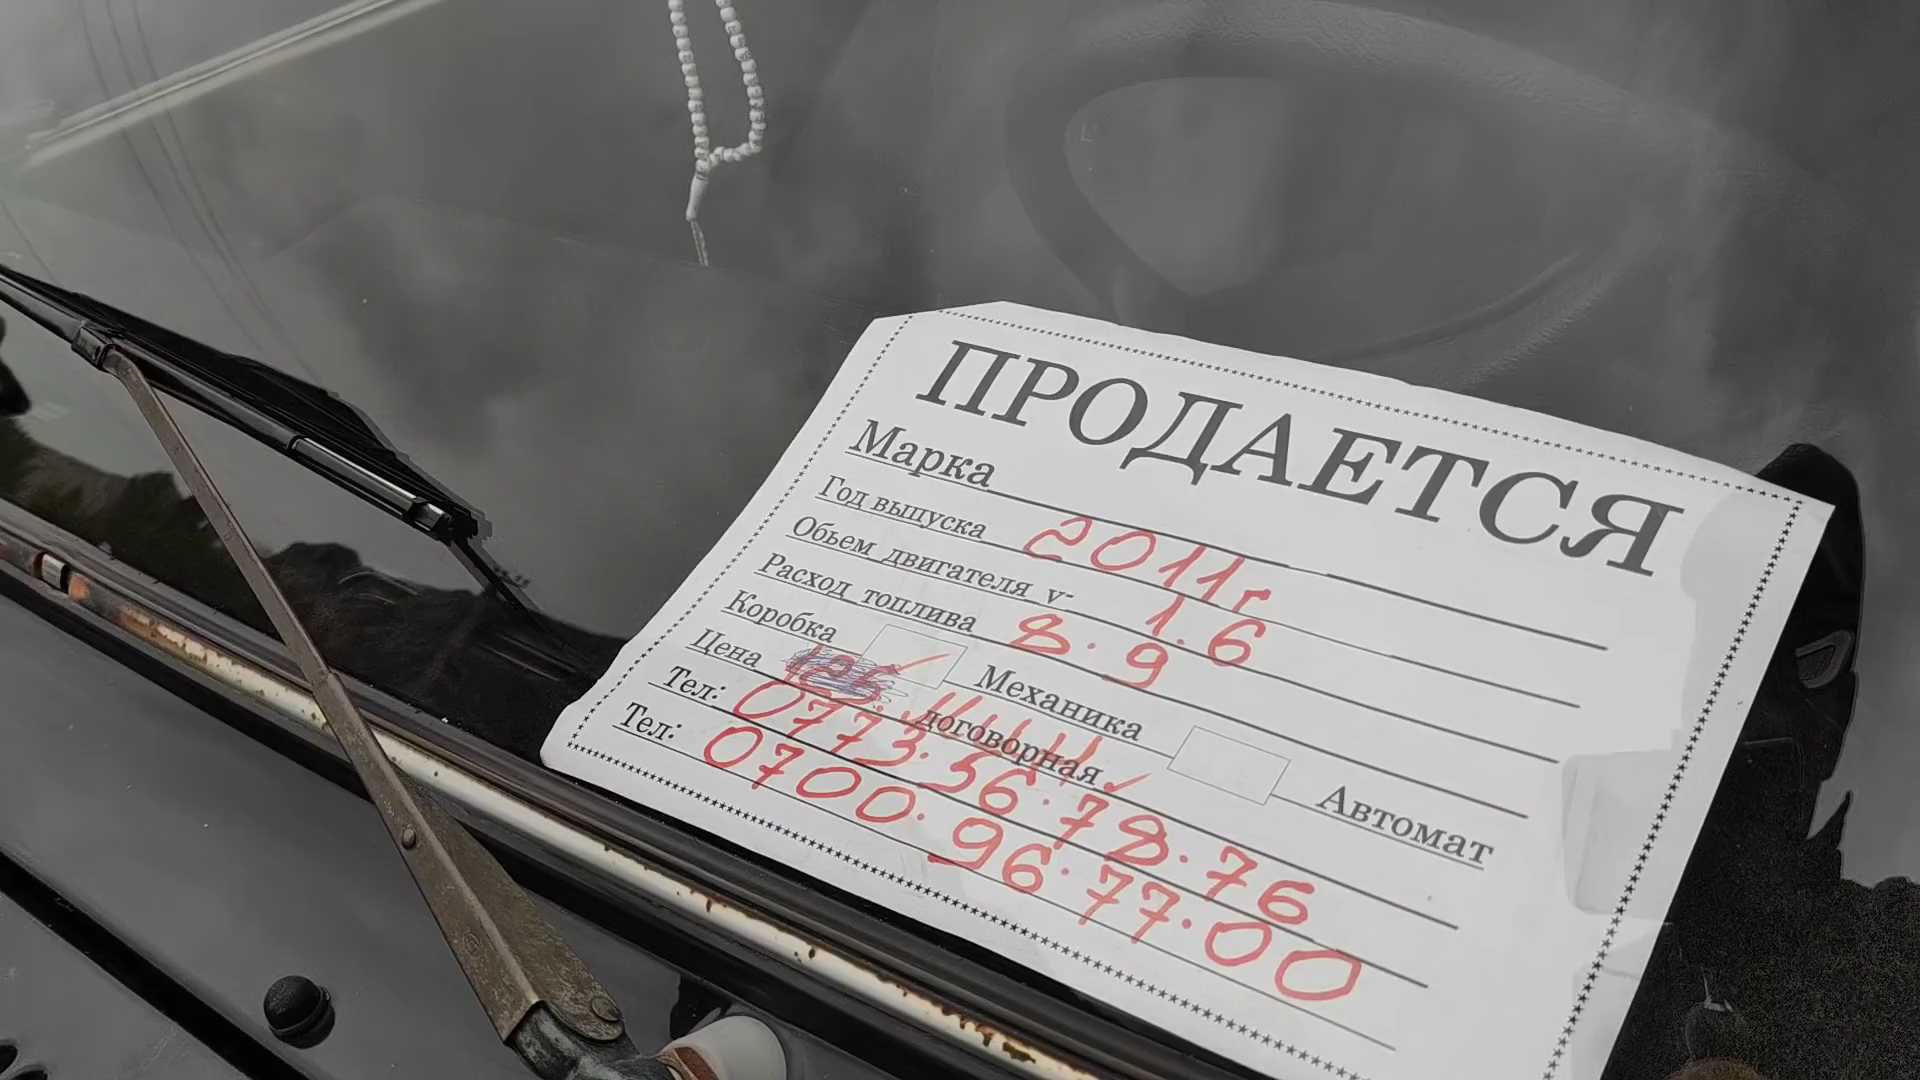 ПРОДАЕТСЯ
Марка
Год выпуска 2011г
Обьем двигателя v- 1.6
Расход топлива 8.9
Коробка Механика Автомат
Цена договорная
Тел: 0773.56.78.76
Тел: 0700.96.77.00